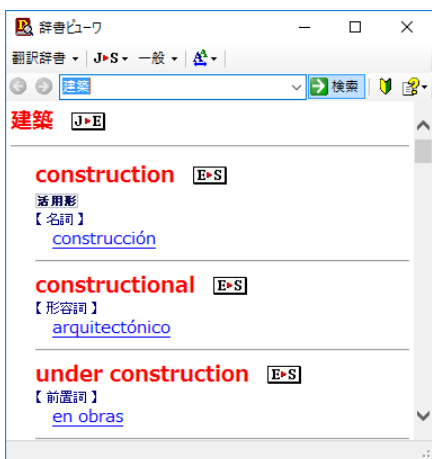 辞書ビューワ
翻訳辞書 J▸S 一般 A
建築 検索
建築 J▸E
construction E▸S
活用形
【 名詞 】
construcción
constructional E▸S
【 形容詞 】
arquitectónico
under construction E▸S
【 前置詞 】
en obras